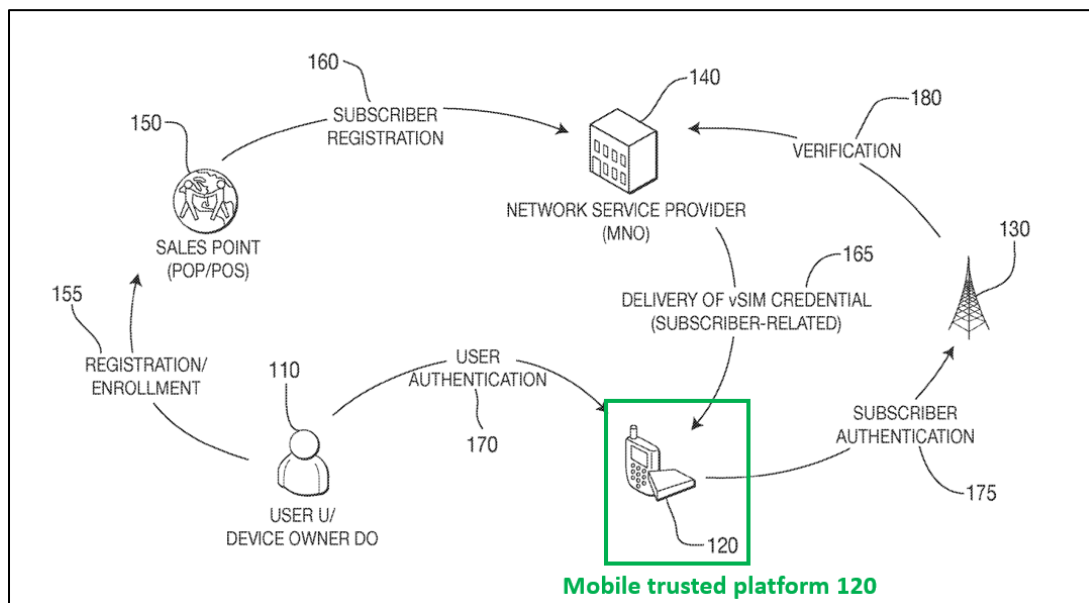 160
SUBSCRIBER
REGISTRATION
140
180
VERIFICATION
150
SALES POINT
(POP/POS)
NETWORK SERVICE PROVIDER
(MNO)
130
165
DELIVERY OF vSIM CREDENTIAL
(SUBSCRIBER-RELATED)
155
REGISTRATION/
ENROLLMENT
110
USER
AUTHENTICATION
170
SUBSCRIBER
AUTHENTICATION
175
USER U/
DEVICE OWNER DO
120
Mobile trusted platform 120